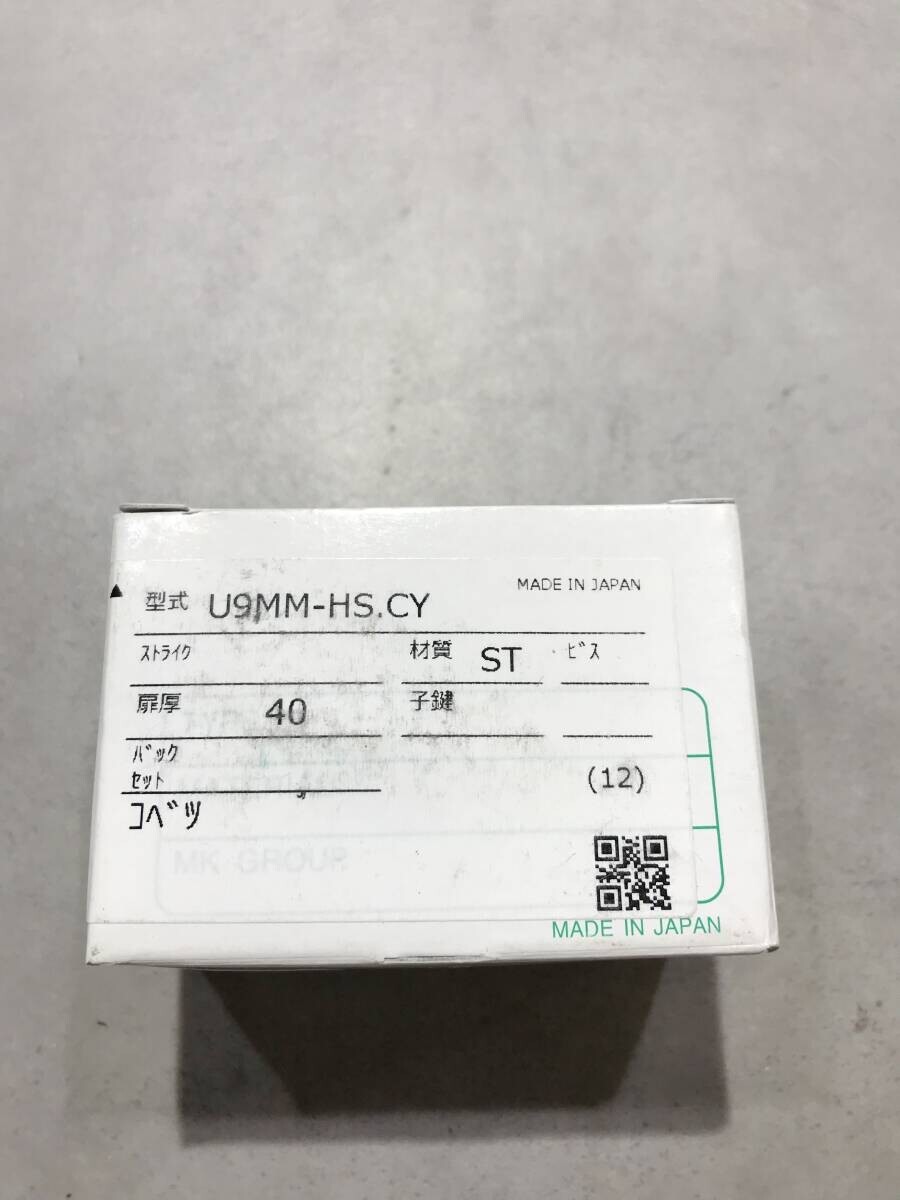 型式 U9MM-HS.CY MADE IN JAPAN
ｽﾄﾗｲｸ 材質 ST ﾋﾞｽ
扉厚 40 子鍵
ﾊﾞｯｸ
ｾｯﾄ (12)
ｺﾍﾞﾂ
TYPE
MATERIAL
MK GROUP
MADE IN JAPAN